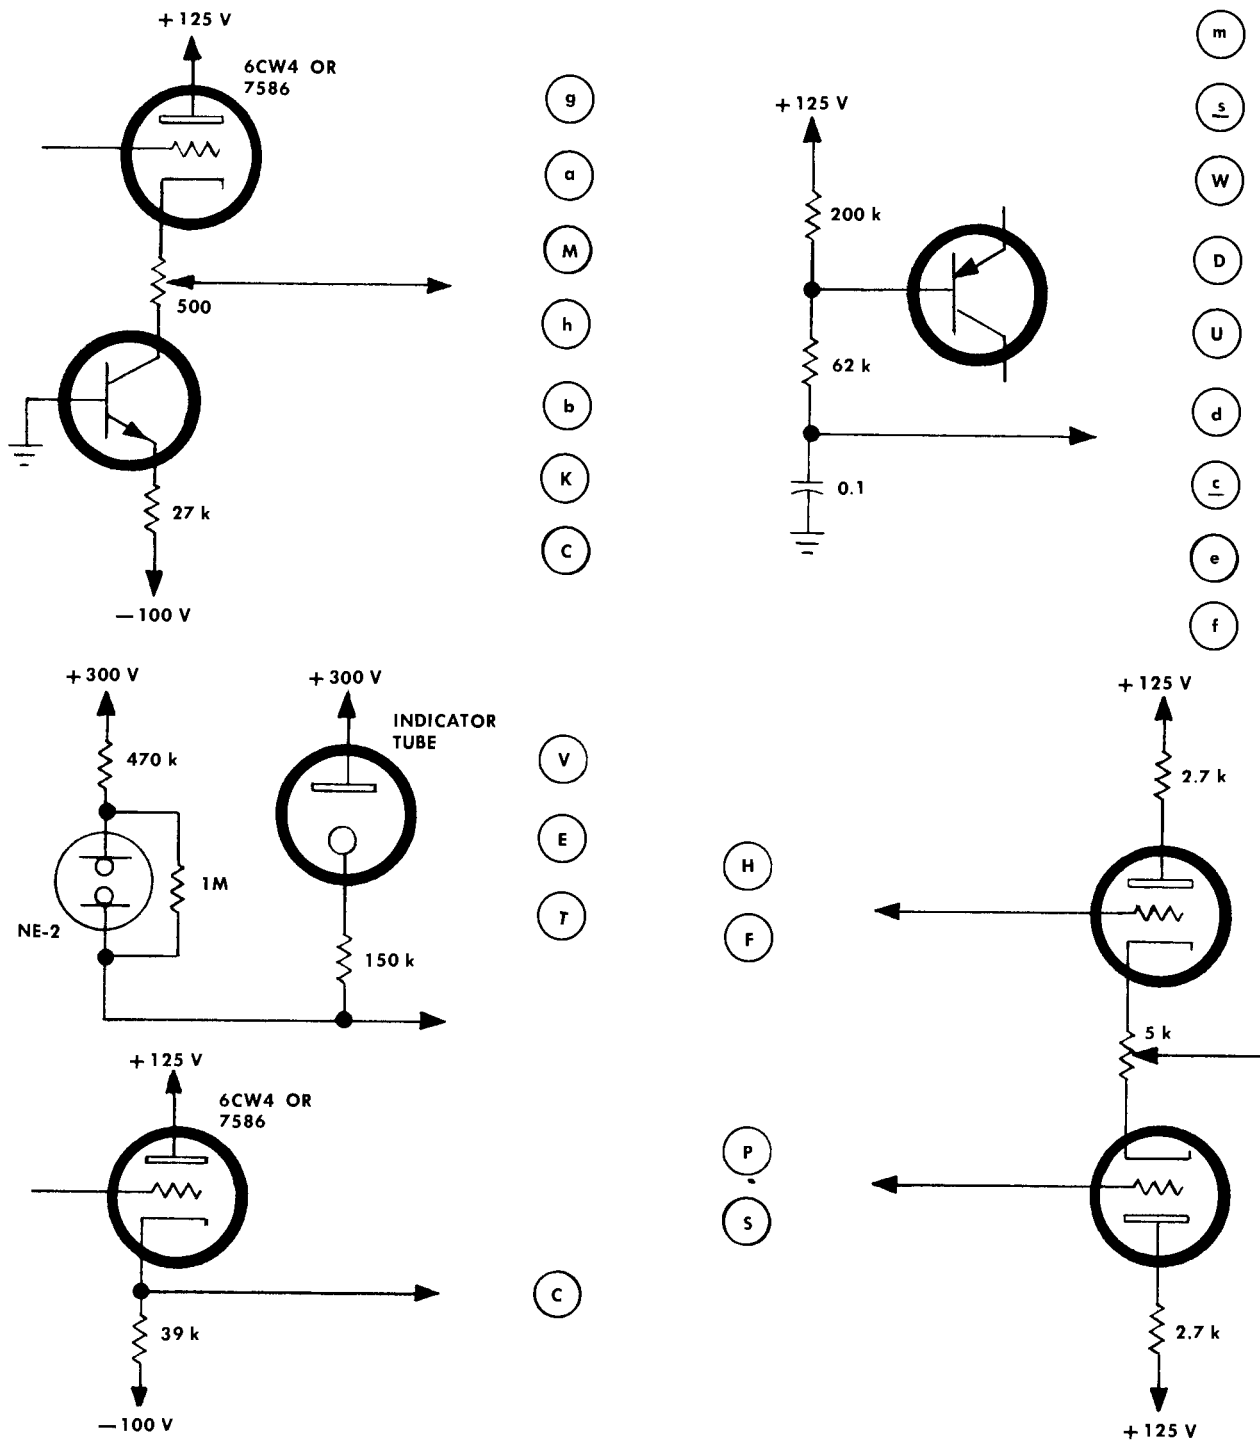 +125 V
6CW4 OR
7586
500
27 k
—100 V
g
a
M
h
b
K
C
+125 V
200 k
62 k
0.1
m
s
W
D
U
d
c
e
f
+300 V
470 k
1M
NE-2
+300 V
INDICATOR
TUBE
150 k
V
E
T
+125 V
6CW4 OR
7586
39 k
—100 V
C
H
F
P
S
+125 V
2.7 k
5 k
2.7 k
+125 V